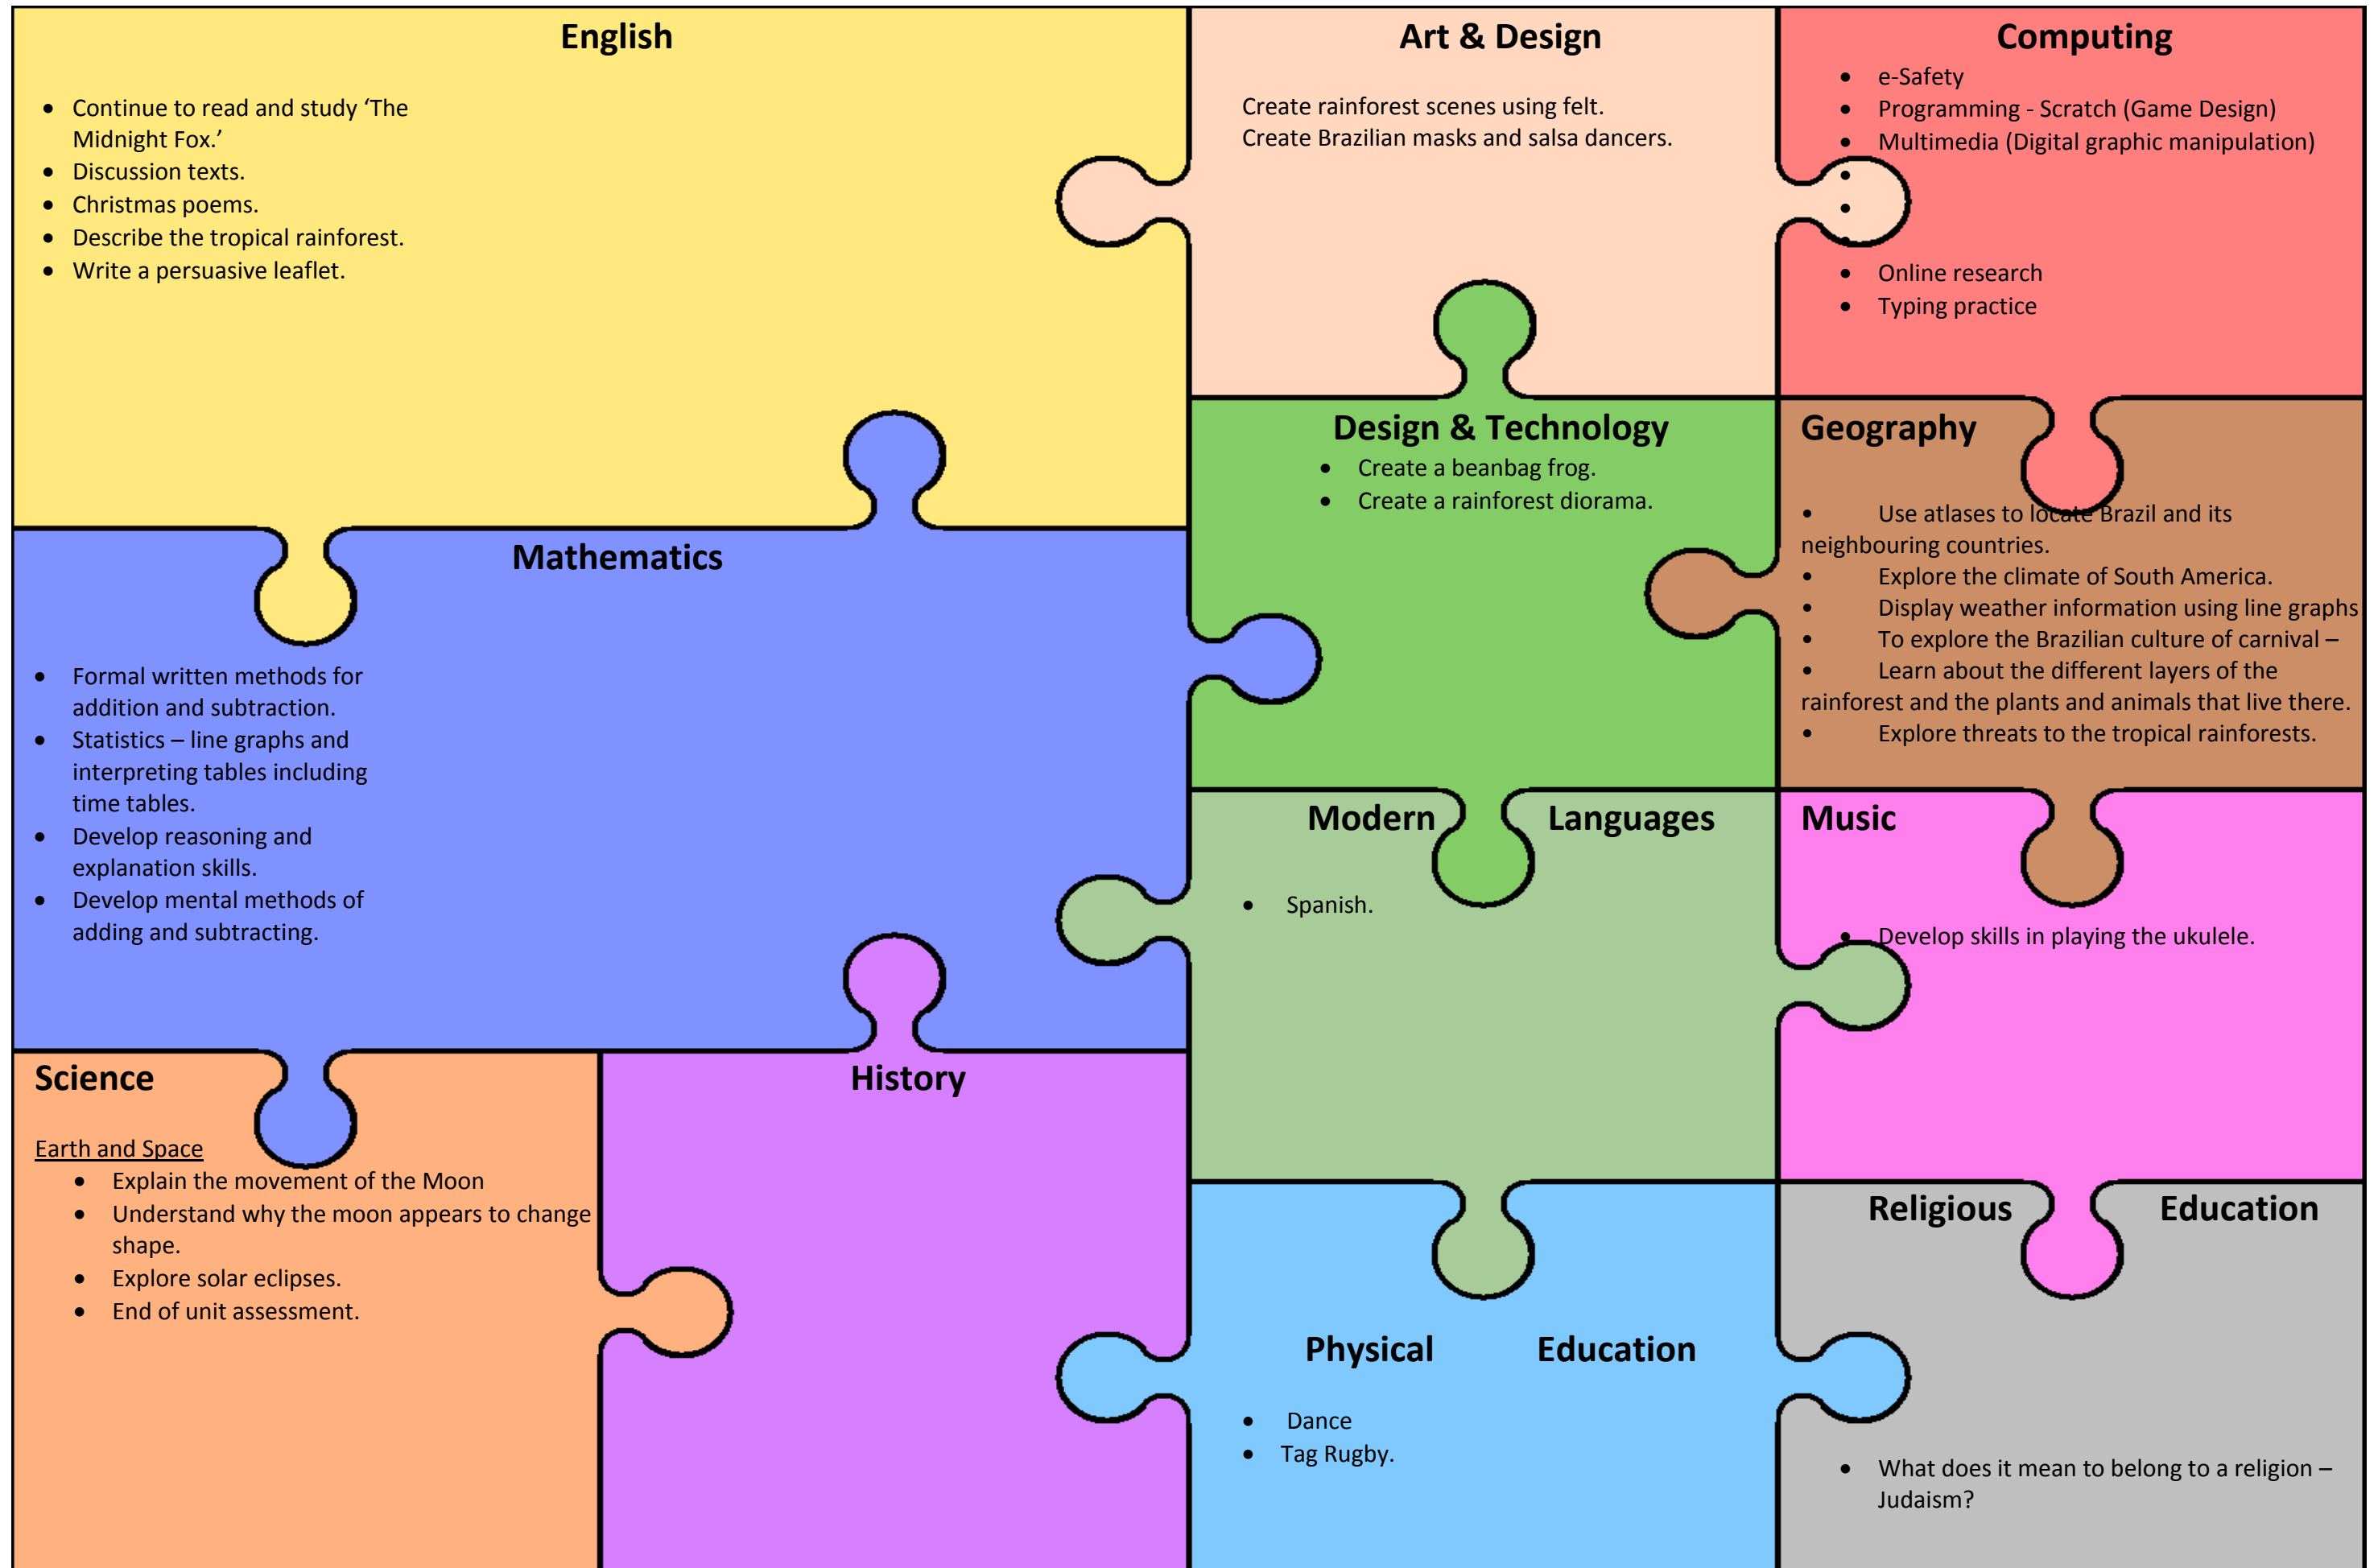 English
• Continue to read and study ‘The
Midnight Fox.’
• Discussion texts.
• Christmas poems.
• Describe the tropical rainforest.
• Write a persuasive leaflet.
Art & Design
Create rainforest scenes using felt.
Create Brazilian masks and salsa dancers.
Computing
• e-Safety
• Programming - Scratch (Game Design)
• Multimedia (Digital graphic manipulation)
•
•
•
• Online research
• Typing practice
Mathematics
• Formal written methods for
addition and subtraction.
• Statistics – line graphs and
interpreting tables including
time tables.
• Develop reasoning and
explanation skills.
• Develop mental methods of
adding and subtracting.
Design & Technology
• Create a beanbag frog.
• Create a rainforest diorama.
Geography
• Use atlases to locate Brazil and its
neighbouring countries.
• Explore the climate of South America.
• Display weather information using line graphs
• To explore the Brazilian culture of carnival –
• Learn about the different layers of the
rainforest and the plants and animals that live there.
• Explore threats to the tropical rainforests.
Modern Languages
• Spanish.
Music
• Develop skills in playing the ukulele.
Science
Earth and Space
• Explain the movement of the Moon
• Understand why the moon appears to change
shape.
• Explore solar eclipses.
• End of unit assessment.
History
Physical Education
• Dance
• Tag Rugby.
Religious Education
• What does it mean to belong to a religion –
Judaism?